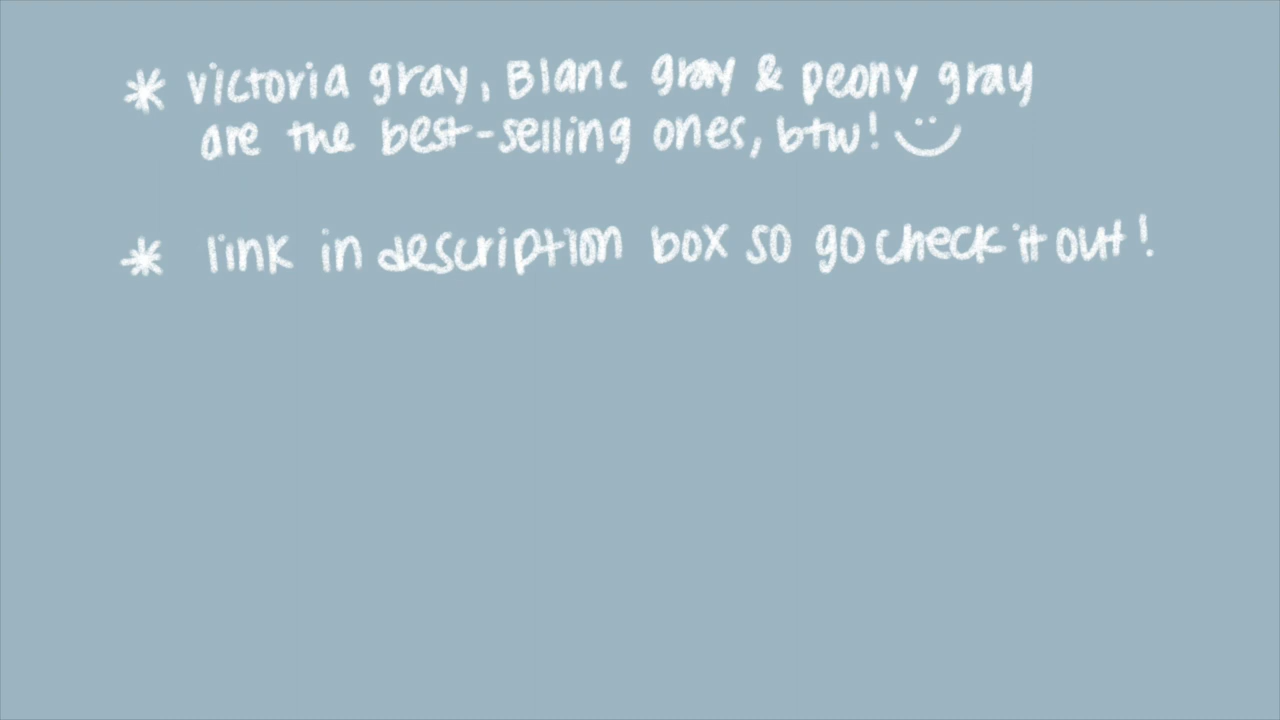 * victoria gray, Blanc gray & peony gray
are the best-selling ones, btw!
* link in description box so go check it out!